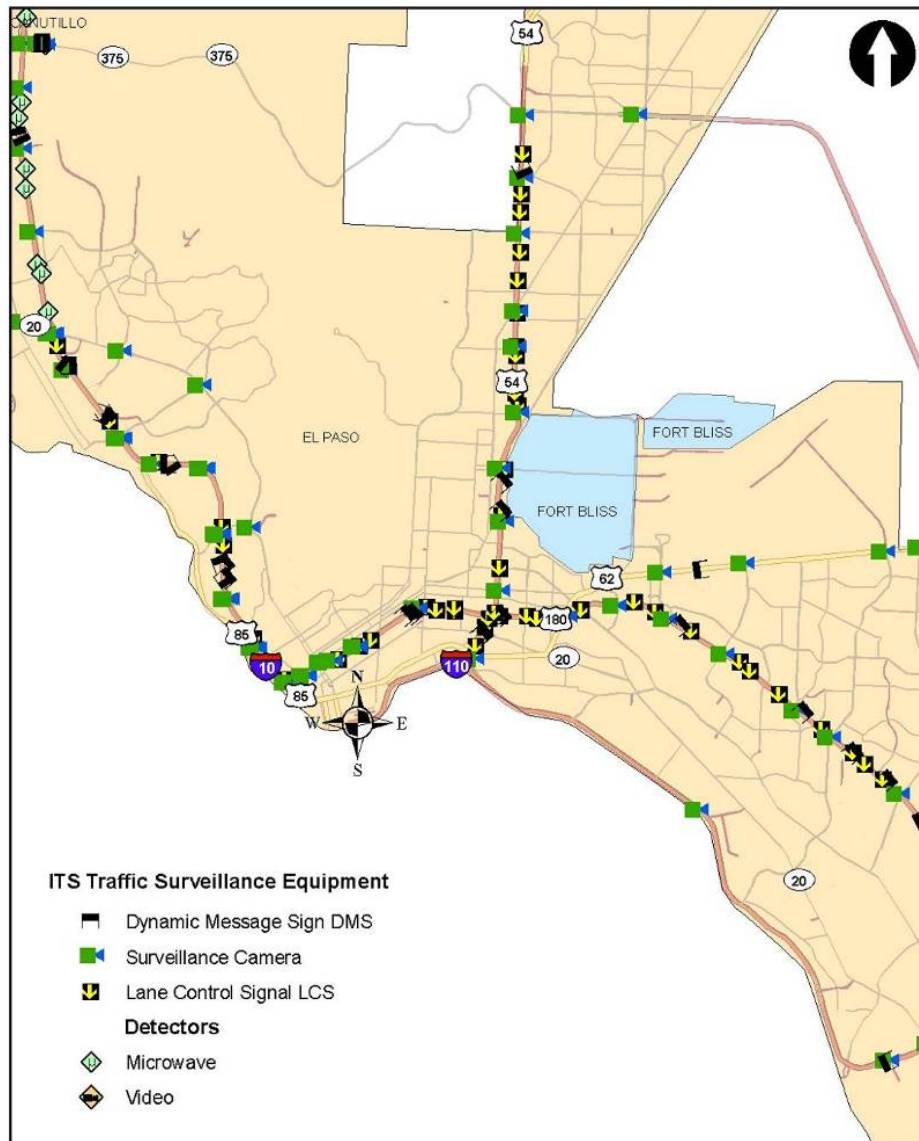 CANUTILLO
54
375
375
20
54
EL PASO
FORT BLISS
FORT BLISS
62
85
180
10
110
20
85
N
W E
S
20
ITS Traffic Surveillance Equipment
Dynamic Message Sign DMS
Surveillance Camera
Lane Control Signal LCS
Detectors
µ Microwave
Video